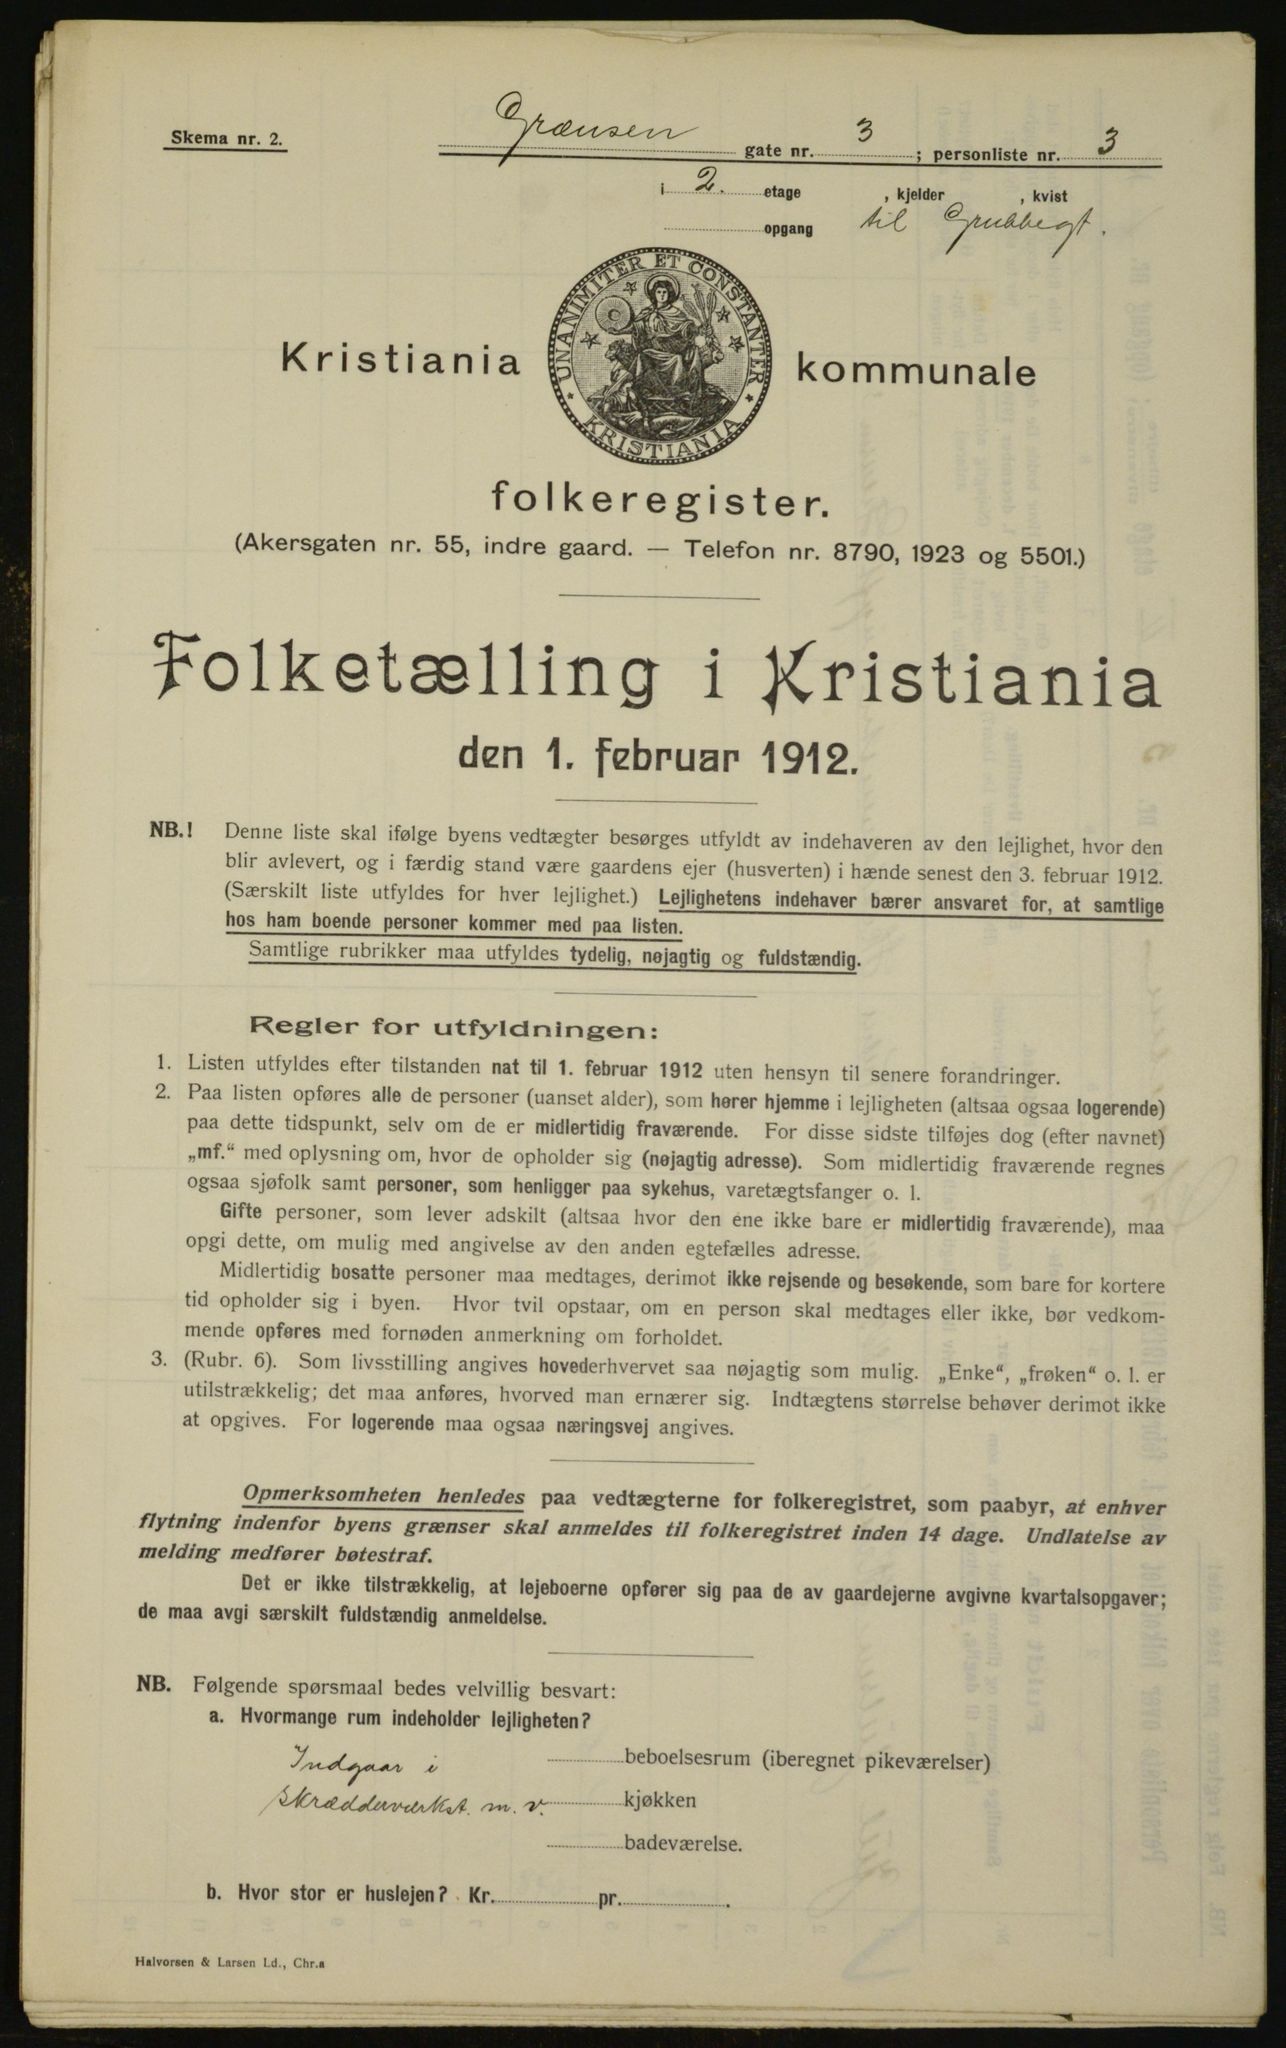 Skema nr. 2.
Grænsen gate nr. 3 ; personliste nr. 3
i 2. etage , kjelder , kvist
opgang til Grubbegt.
UNANIMITER ET CONSTANTER
KRISTIANIA
Kristiania kommunale
folkeregister.
(Akersgaten nr. 55, indre gaard. — Telefon nr. 8790, 1923 og 5501.)
Folketælling i Kristiania
den 1. februar 1912.
NB.! Denne liste skal ifølge byens vedtægter besørges utfyldt av indehaveren av den lejlighet, hvor den
blir avlevert, og i færdig stand være gaardens ejer (husverten) i hænde senest den 3. februar 1912.
(Særskilt liste utfyldes for hver lejlighet.) Lejlighetens indehaver bærer ansvaret for, at samtlige
hos ham boende personer kommer med paa listen.
Samtlige rubrikker maa utfyldes tydelig, nøjagtig og fuldstændig.
Regler for utfyldningen:
1. Listen utfyldes efter tilstanden nat til 1. februar 1912 uten hensyn til senere forandringer.
2. Paa listen opføres alle de personer (uanset alder), som hører hjemme i lejligheten (altsaa ogsaa logerende)
paa dette tidspunkt, selv om de er midlertidig fraværende. For disse sidste tilføjes dog (efter navnet)
„mf.“ med oplysning om, hvor de opholder sig (nøjagtig adresse). Som midlertidig fraværende regnes
ogsaa sjøfolk samt personer, som henligger paa sykehus, varetægtsfanger o. l.
Gifte personer, som lever adskilt (altsaa hvor den ene ikke bare er midlertidig fraværende), maa
opgi dette, om mulig med angivelse av den anden egtefælles adresse.
Midlertidig bosatte personer maa medtages, derimot ikke rejsende og besøkende, som bare for kortere
tid opholder sig i byen. Hvor tvil opstaar, om en person skal medtages eller ikke, bør vedkom-
mende opføres med fornøden anmerkning om forholdet.
3. (Rubr. 6). Som livsstilling angives hovederhvervet saa nøjagtig som mulig. „Enke“, „frøken“ o. l. er
utilstrækkelig; det maa anføres, hvorved man ernærer sig. Indtægtens størrelse behøver derimot ikke
at opgives. For logerende maa ogsaa næringsvej angives.
Opmerksomheten henledes paa vedtægterne for folkeregistret, som paabyr, at enhver
flytning indenfor byens grænser skal anmeldes til folkeregistret inden 14 dage. Undlatelse av
melding medfører bøtestraf.
Det er ikke tilstrækkelig, at lejeboerne opfører sig paa de av gaardejerne avgivne kvartalsopgaver;
de maa avgi særskilt fuldstændig anmeldelse.
NB. Følgende spørsmaal bedes velvillig besvart:
a. Hvormange rum indeholder lejligheten?
Indgaar i beboelsesrum (iberegnet pikeværelser)
Skrædderværkst. m. v. kjøkken
badeværelse.
b. Hvor stor er huslejen? Kr. pr. .
Halvorsen & Larsen Ld., Chr.a